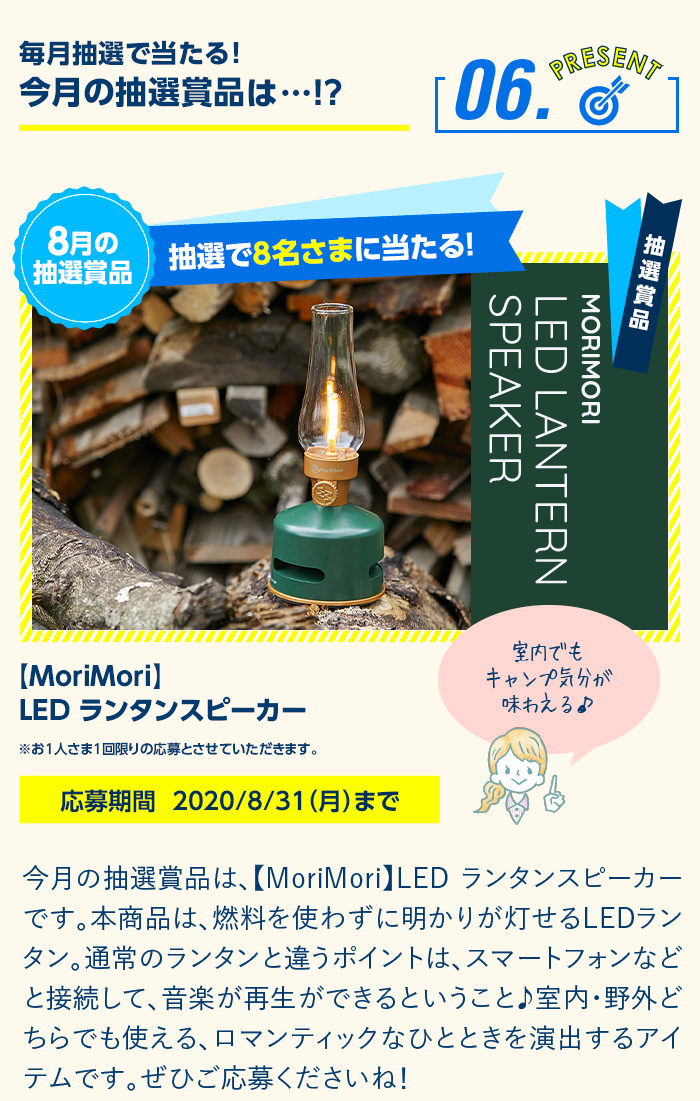 毎月抽選で当たる!
今月の抽選賞品は…!?
06.
PRESENT
8月の
抽選賞品
抽選で8名さまに当たる!
抽選賞品
MORIMORI
LED LANTERN
SPEAKER
MoriMori
室内でも
キャンプ気分が
味わえる♪
【MoriMori】
LED ランタンスピーカー
※お1人さま1回限りの応募とさせていただきます。
応募期間 2020/8/31(月)まで
今月の抽選賞品は、【MoriMori】LED ランタンスピーカー
です。本商品は、燃料を使わずに明かりが灯せるLEDラン
タン。通常のランタンと違うポイントは、スマートフォンなど
と接続して、音楽が再生ができるということ♪室内・野外ど
ちらでも使える、ロマンティックなひとときを演出するアイ
テムです。ぜひご応募くださいね!